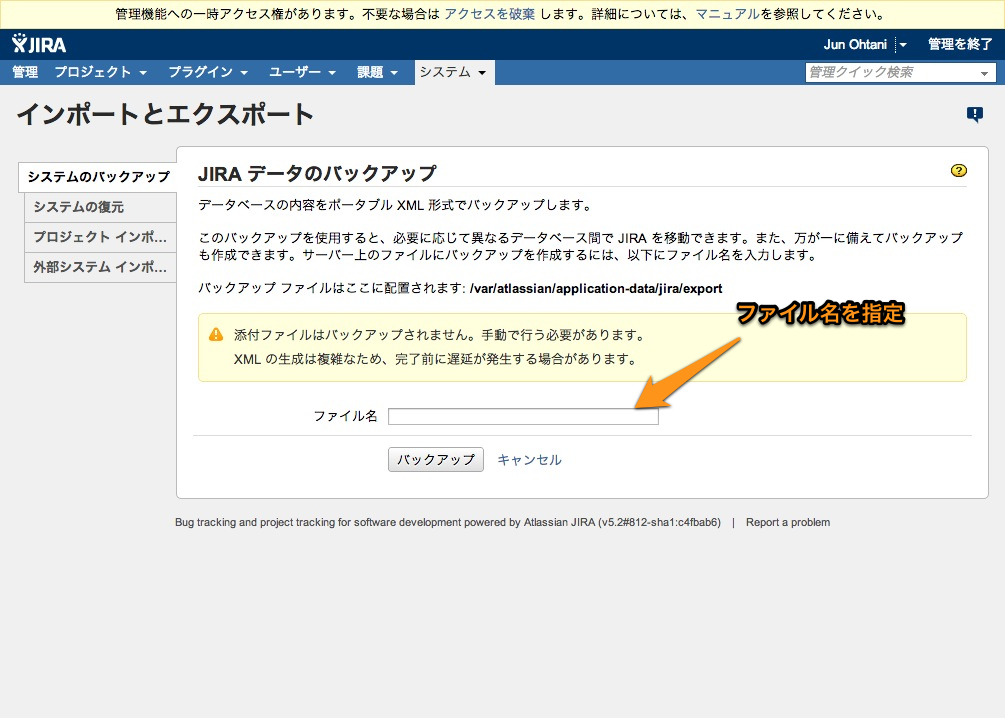 管理機能への一時アクセス権があります。不要な場合は アクセスを破棄 します。詳細については、マニュアルを参照してください。
JIRA
Jun Ohtani
管理を終了
管理 プロジェクト プラグイン ユーザー 課題 システム
管理クイック検索
インポートとエクスポート
システムのバックアップ
システムの復元
プロジェクト インポ...
外部システム インポ...
JIRA データのバックアップ
データベースの内容をポータブル XML 形式でバックアップします。
このバックアップを使用すると、必要に応じて異なるデータベース間で JIRA を移動できます。また、万が一に備えてバックアップ
も作成できます。サーバー上のファイルにバックアップを作成するには、以下にファイル名を入力します。
バックアップ ファイルはここに配置されます: /var/atlassian/application-data/jira/export
ファイル名を指定
添付ファイルはバックアップされません。手動で行う必要があります。
XML の生成は複雑なため、完了前に遅延が発生する場合があります。
ファイル名
バックアップ キャンセル
Bug tracking and project tracking for software development powered by Atlassian JIRA (v5.2#812-sha1:c4fbab6) | Report a problem